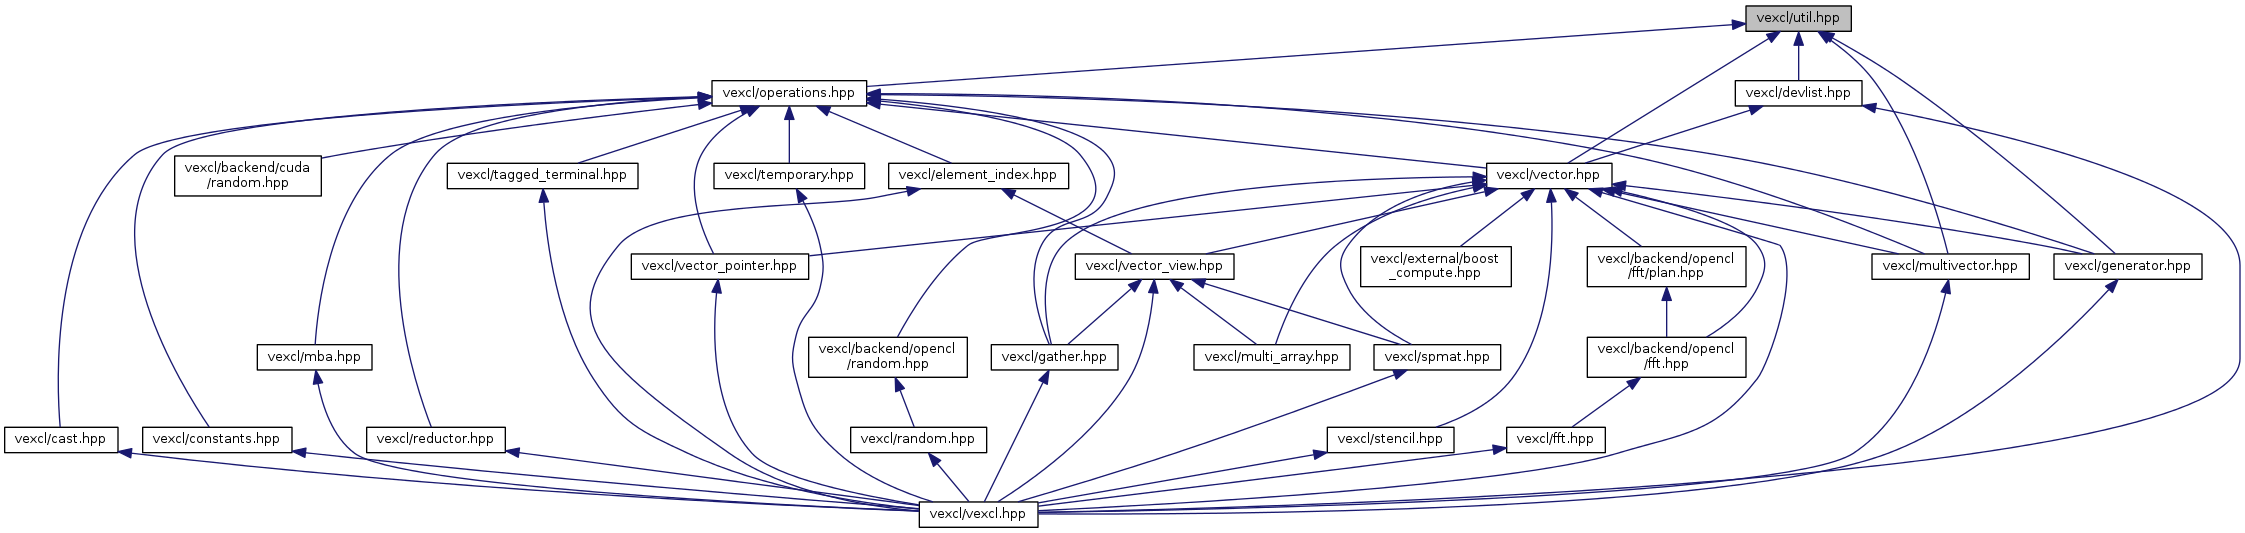 vexcl/util.hpp
vexcl/operations.hpp
vexcl/devlist.hpp
vexcl/backend/cuda
/random.hpp
vexcl/tagged_terminal.hpp
vexcl/temporary.hpp
vexcl/element_index.hpp
vexcl/vector.hpp
vexcl/vector_pointer.hpp
vexcl/vector_view.hpp
vexcl/external/boost
_compute.hpp
vexcl/backend/opencl
/fft/plan.hpp
vexcl/multivector.hpp
vexcl/generator.hpp
vexcl/mba.hpp
vexcl/backend/opencl
/random.hpp
vexcl/gather.hpp
vexcl/multi_array.hpp
vexcl/spmat.hpp
vexcl/backend/opencl
/fft.hpp
vexcl/cast.hpp
vexcl/constants.hpp
vexcl/reductor.hpp
vexcl/random.hpp
vexcl/stencil.hpp
vexcl/fft.hpp
vexcl/vexcl.hpp